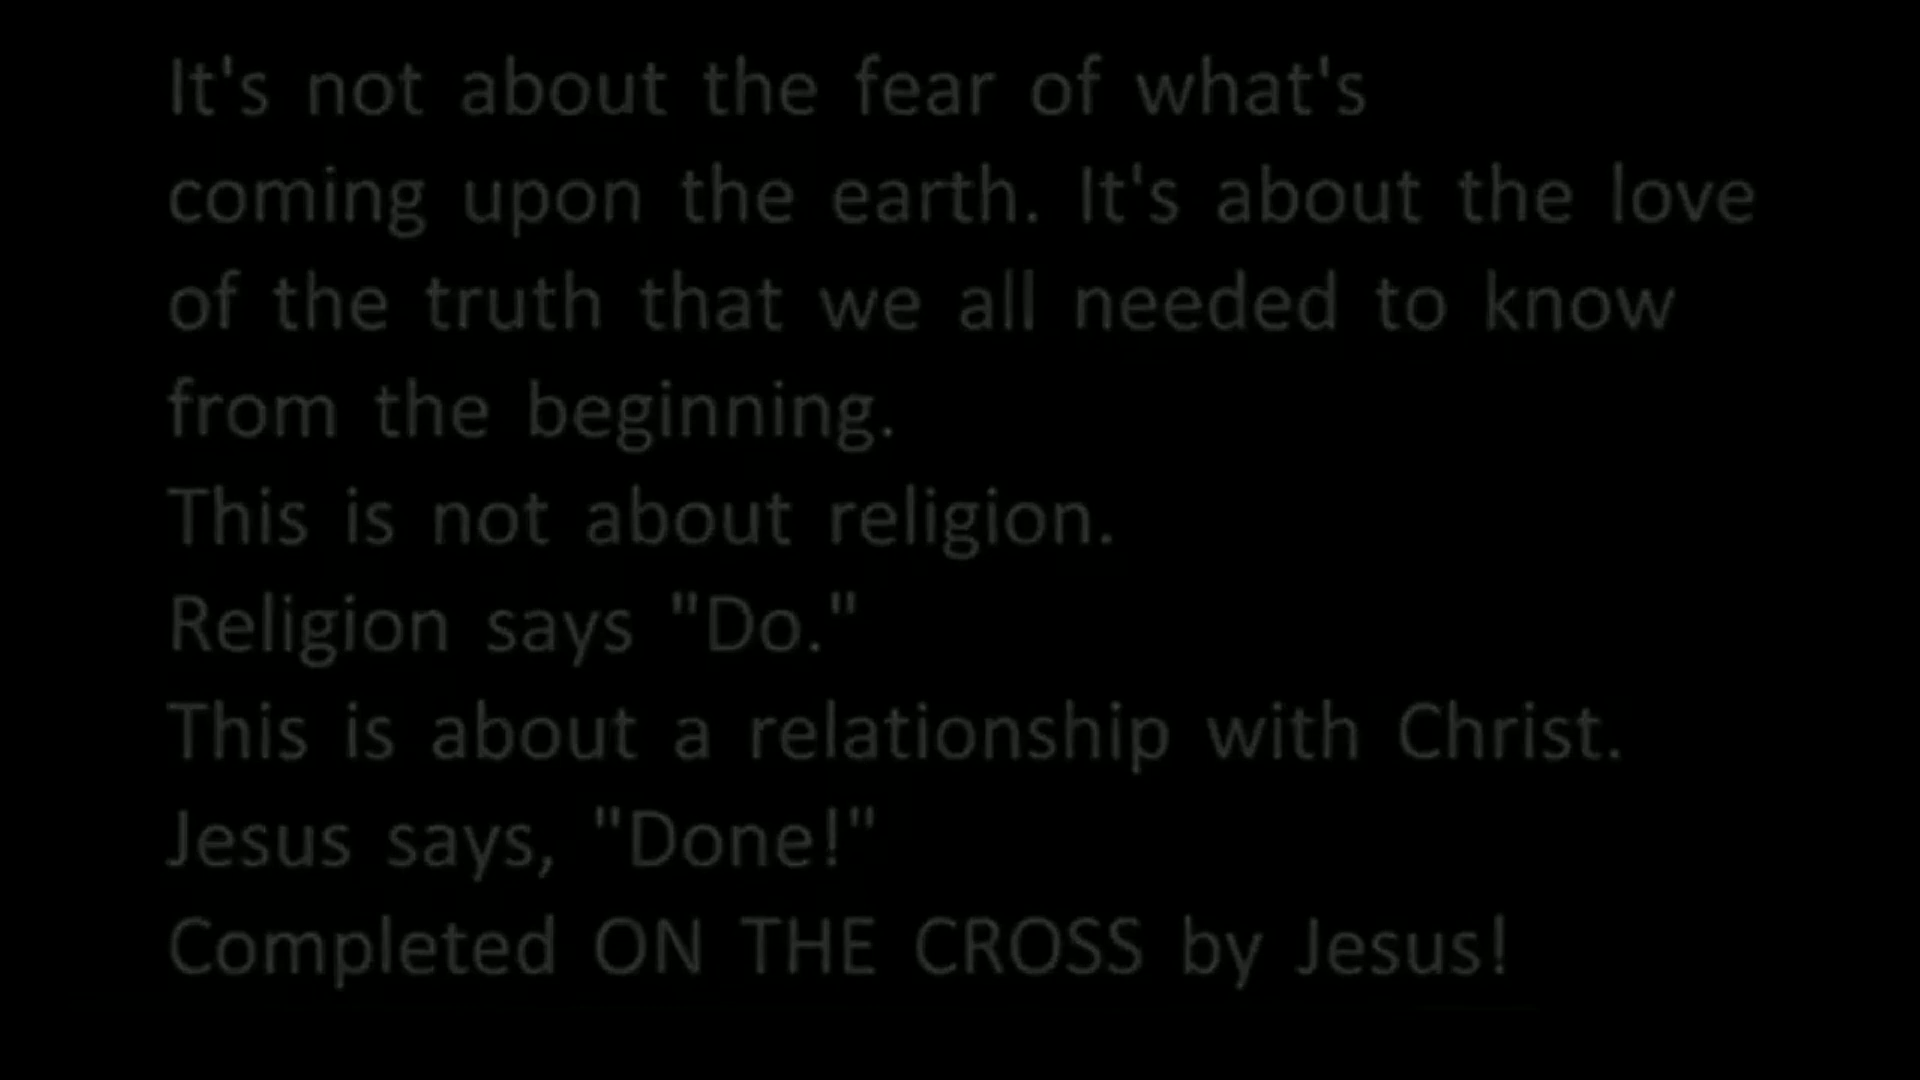 It's not about the fear of what's
coming upon the earth. It's about the love
of the truth that we all needed to know
from the beginning.
This is not about religion.
Religion says "Do."
This is about a relationship with Christ.
Jesus says, "Done!"
Completed ON THE CROSS by Jesus!